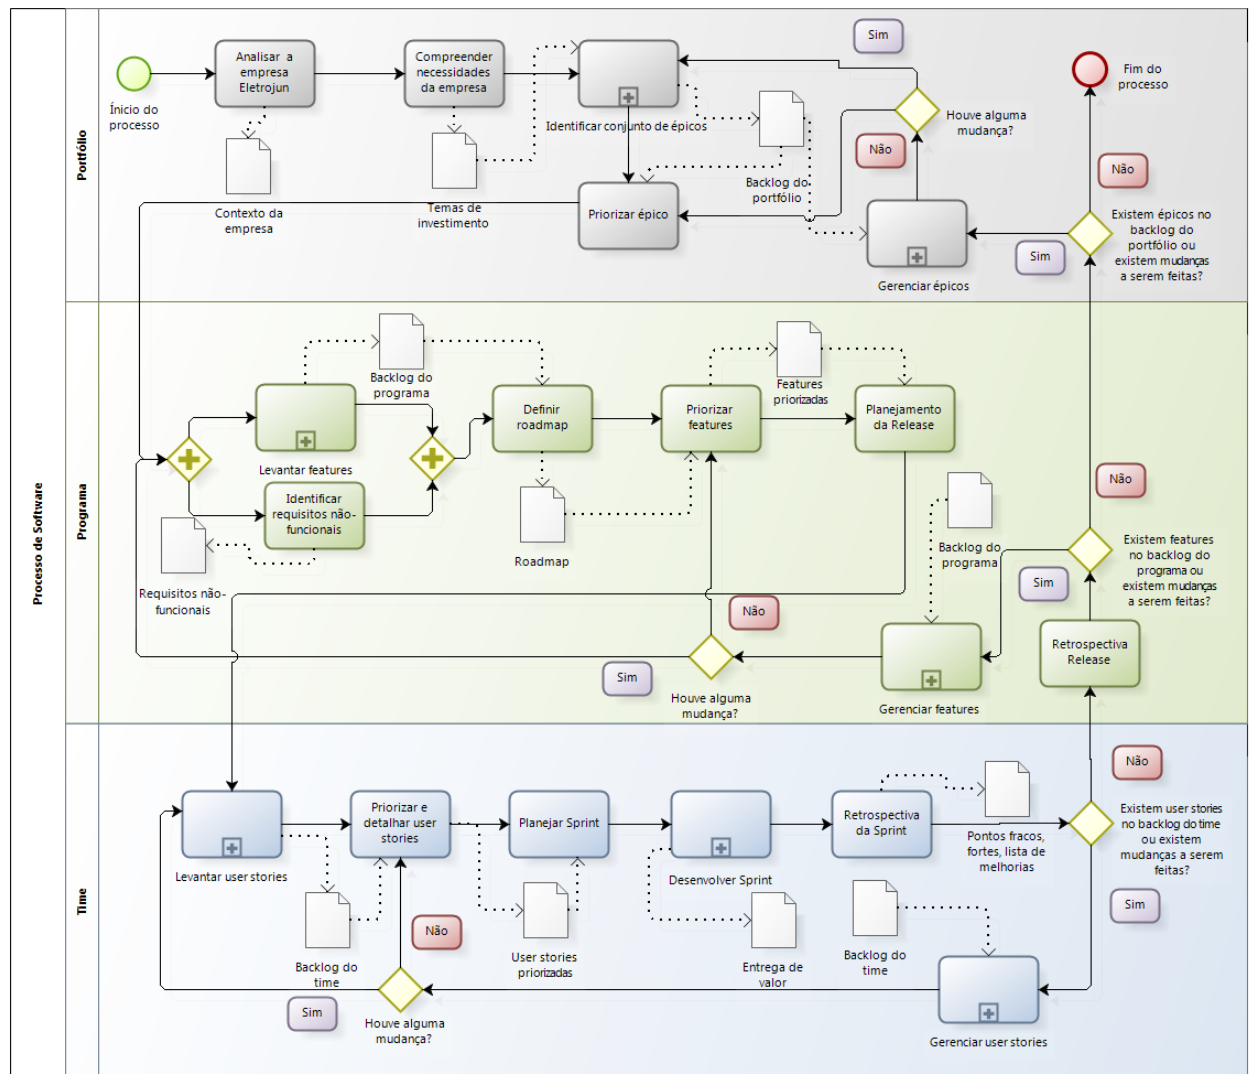 Processo de Software
Portfólio
Ínicio do
processo
Analisar a
empresa
Eletrojun
Contexto da
empresa
Compreender
necessidades
da empresa
Temas de
investimento
Identificar conjunto de épicos
Priorizar épico
Backlog do
portfólio
Sim
Não
Houve alguma
mudança?
Gerenciar épicos
Sim
Fim do
processo
Não
Existem épicos no
backlog do
portfólio ou
existem mudanças
a serem feitas?
Programa
Levantar features
Identificar
requisitos não-
funcionais
Requisitos não-
funcionais
Backlog do
programa
Definir
roadmap
Roadmap
Priorizar
features
Features
priorizadas
Planejamento
da Release
Backlog do
programa
Não
Existem features
no backlog do
programa ou
existem mudanças
a serem feitas?
Sim
Não
Sim
Houve alguma
mudança?
Gerenciar features
Retrospectiva
Release
Time
Levantar user stories
Priorizar e
detalhar user
stories
Planejar Sprint
Desenvolver Sprint
Retrospectiva
da Sprint
Pontos fracos,
fortes, lista de
melhorias
Não
Existem user stories
no backlog do time
ou existem
mudanças a serem
feitas?
Sim
Backlog do
time
Não
User stories
priorizadas
Entrega de
valor
Backlog do
time
Sim
Houve alguma
mudança?
Gerenciar user stories